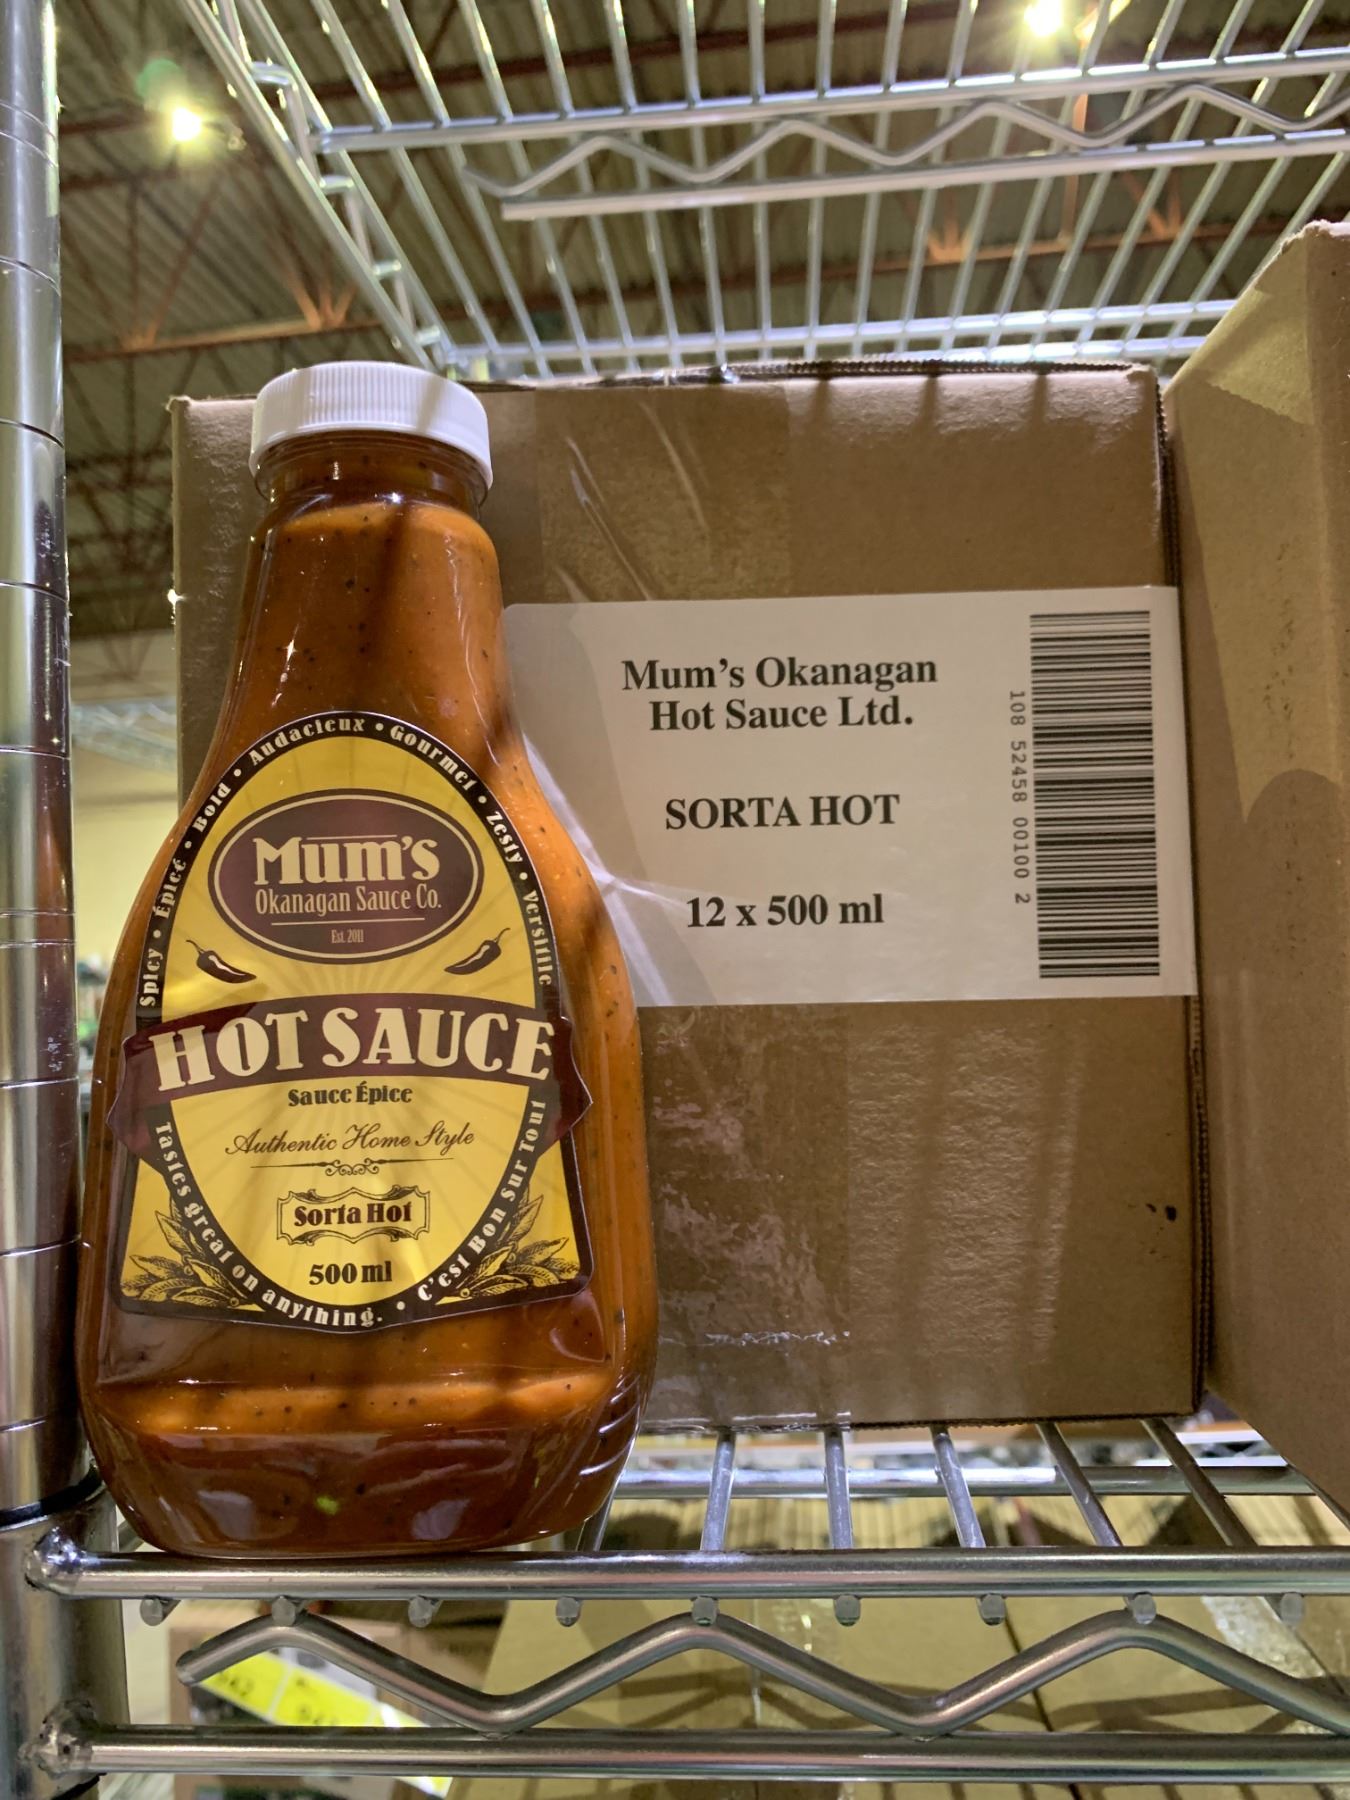 Spicy • Épicé • Bold • Audacieux • Gourmet • Zesty • Versitile
Mum's
Okanagan Sauce Co.
Est. 2011
HOT SAUCE
Sauce Épice
Authentic Home Style
Sorta Hot
500 ml
Tastes great on anything. • C'est Bon Sur Tout
Mum's Okanagan
Hot Sauce Ltd.
SORTA HOT
12 x 500 ml
108 52458 00100 2